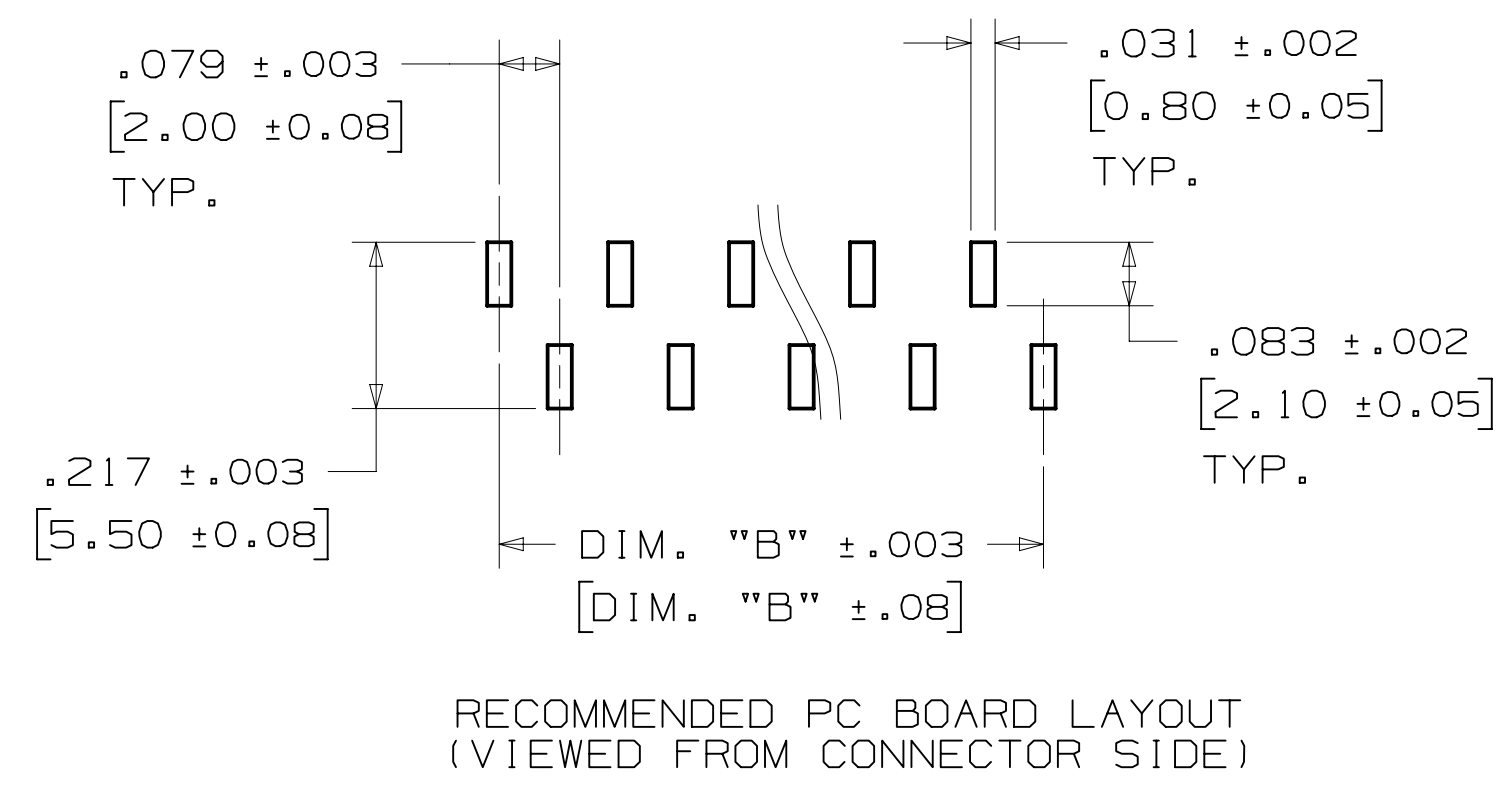 .079 ±.003
[2.00 ±0.08]
TYP.
.031 ±.002
[0.80 ±0.05]
TYP.
.083 ±.002
[2.10 ±0.05]
TYP.
.217 ±.003
[5.50 ±0.08]
DIM. "B" ±.003
[DIM. "B" ±.08]
RECOMMENDED PC BOARD LAYOUT
(VIEWED FROM CONNECTOR SIDE)